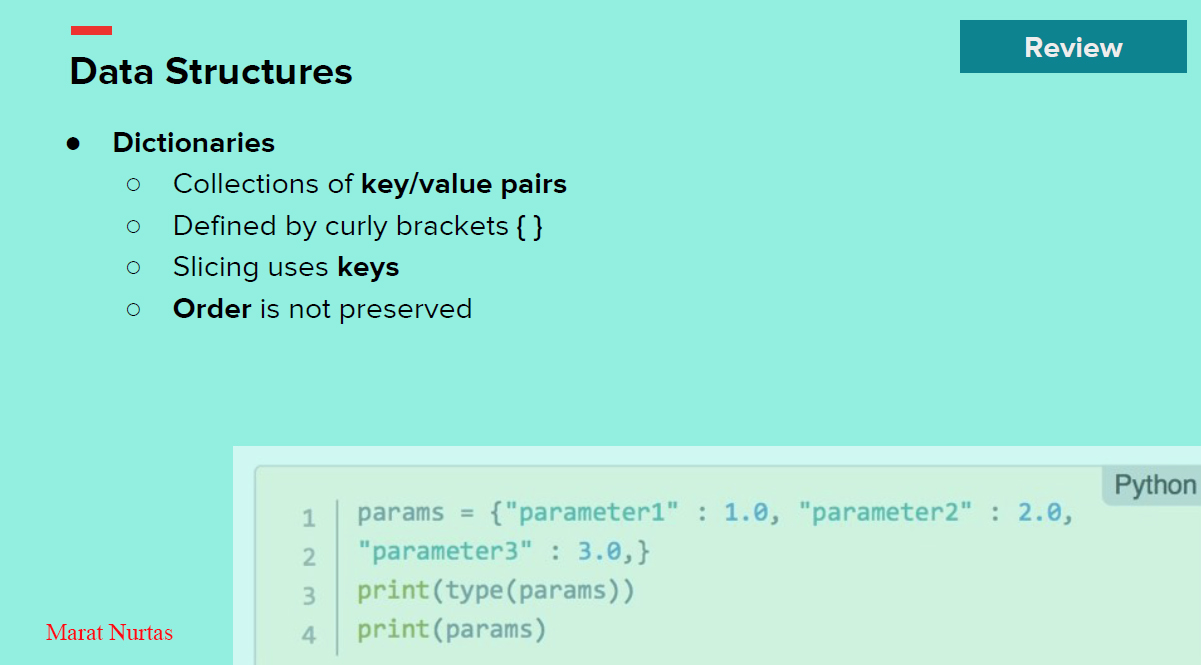 Review
Data Structures
● Dictionaries
○ Collections of key/value pairs
○ Defined by curly brackets { }
○ Slicing uses keys
○ Order is not preserved
Python
1 params = {"parameter1" : 1.0, "parameter2" : 2.0,
2 "parameter3" : 3.0,}
3 print(type(params))
4 print(params)
Marat Nurtas